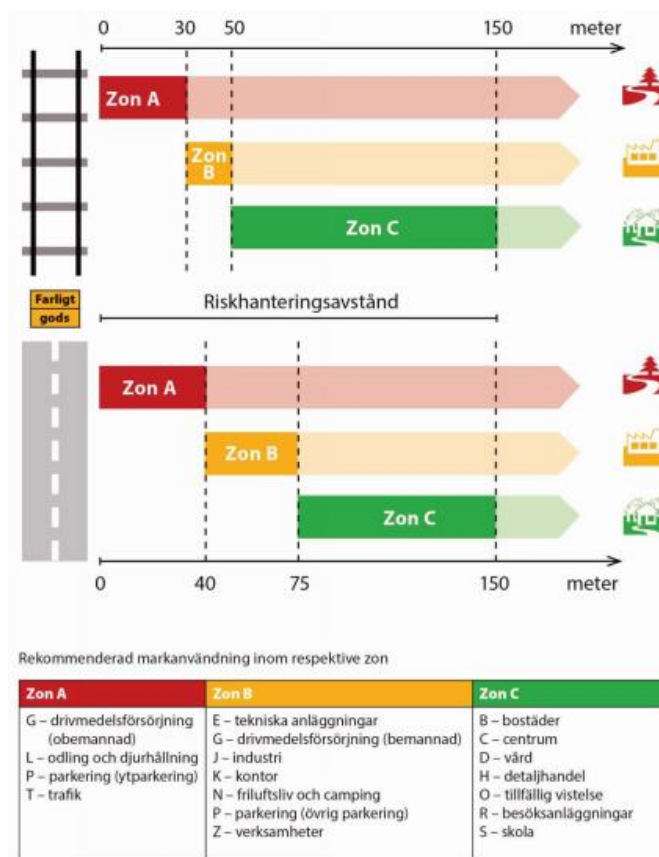 0 30 50 150 meter
Zon A
Zon
B
Zon C
Farligt
gods
Riskhanteringsavstånd
Zon A
Zon B
Zon C
0 40 75 150 meter
Rekommenderad markanvändning inom respektive zon
Zon A
G – drivmedelsförsörjning
(obemannad)
L – odling och djurhållning
P – parkering (ytparkering)
T – trafik
Zon B
E – tekniska anläggningar
G – drivmedelsförsörjning (bemannad)
J – industri
K – kontor
N – friluftsliv och camping
P – parkering (övrig parkering)
Z – verksamheter
Zon C
B – bostäder
C – centrum
D – vård
H – detaljhandel
O – tillfällig vistelse
R – besöksanläggningar
S – skola